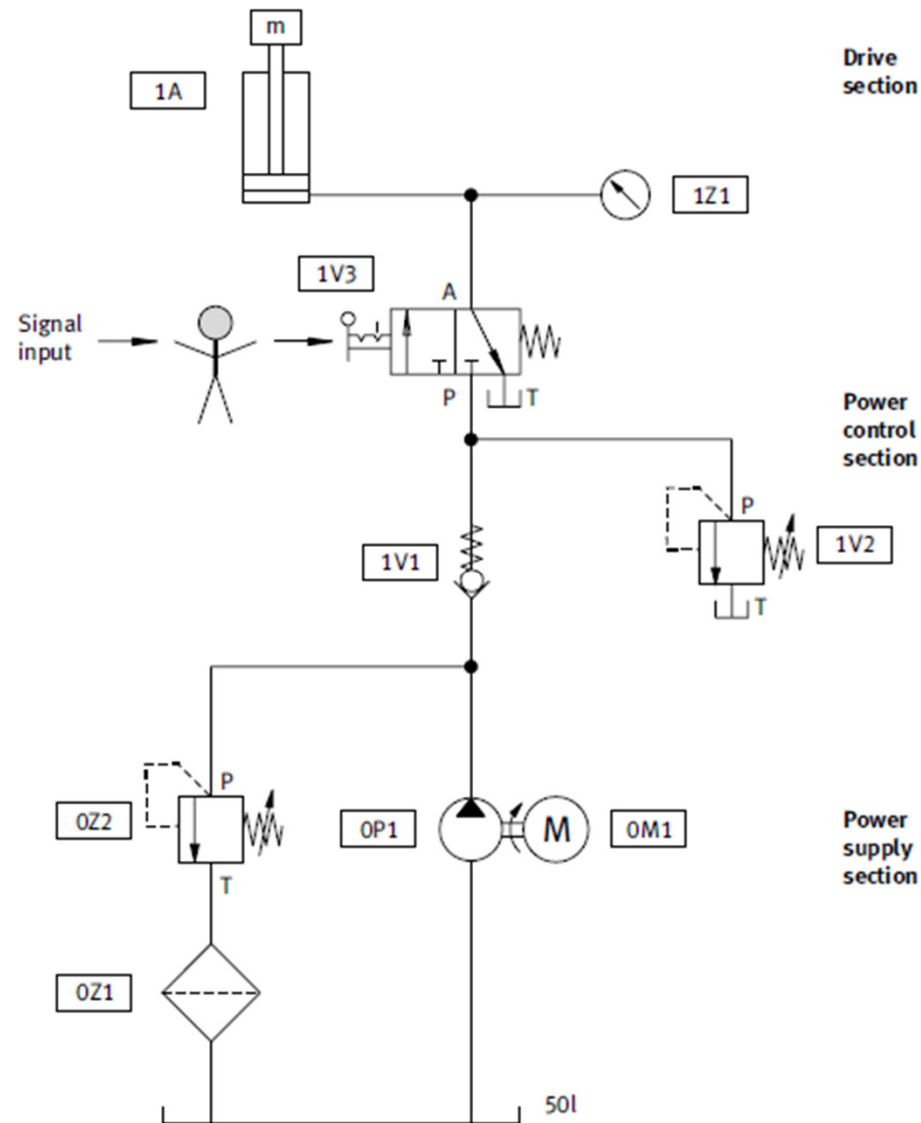 m
Drive
section
1A
1Z1
1V3
A
Signal
input
P
T
Power
control
section
P
1V1
1V2
T
P
0Z2
0P1
M
0M1
Power
supply
section
T
0Z1
50l